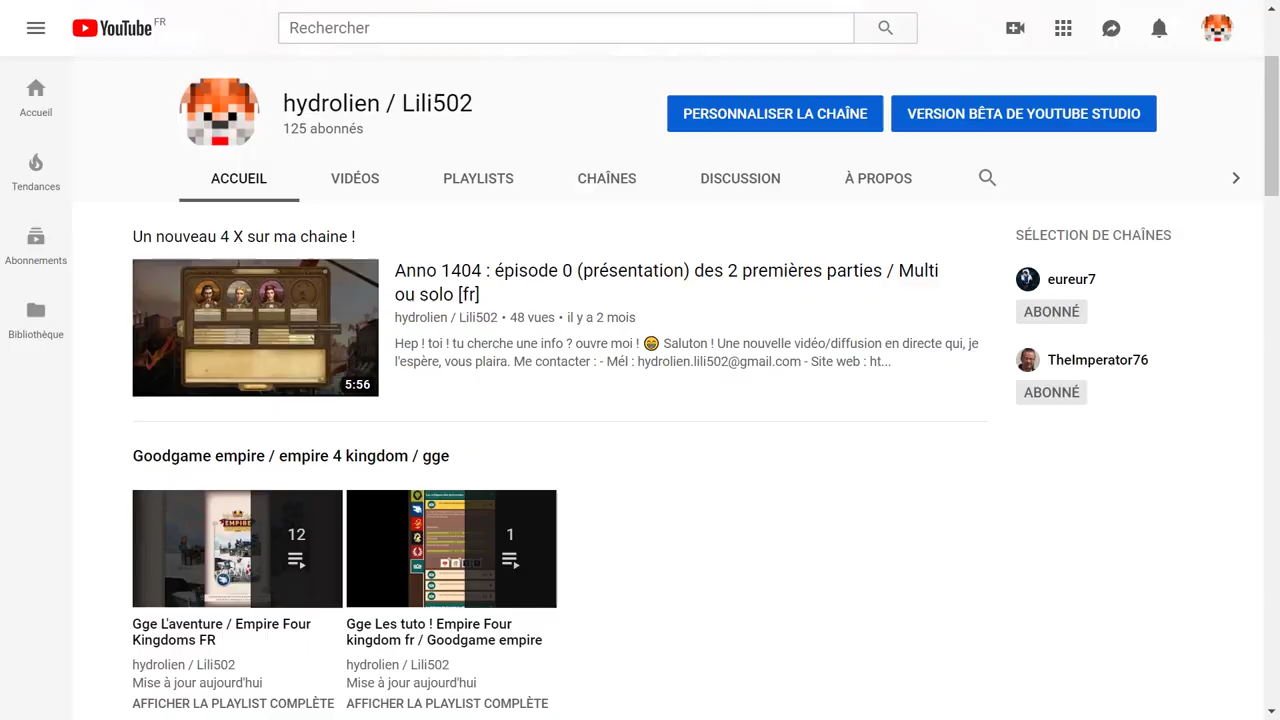 YouTube FR
Rechercher
Accueil
Tendances
Abonnements
Bibliothèque
hydrolien / Lili502
125 abonnés
PERSONNALISER LA CHAÎNE
VERSION BÊTA DE YOUTUBE STUDIO
ACCUEIL
VIDÉOS
PLAYLISTS
CHAÎNES
DISCUSSION
À PROPOS
Un nouveau 4 X sur ma chaine !
5:56
Anno 1404 : épisode 0 (présentation) des 2 premières parties / Multi
ou solo [fr]
hydrolien / Lili502 • 48 vues • il y a 2 mois
Hep ! toi ! tu cherche une info ? ouvre moi ! 😁 Saluton ! Une nouvelle vidéo/diffusion en directe qui, je
l'espère, vous plaira. Me contacter : - Mél : hydrolien.lili502@gmail.com - Site web : ht...
SÉLECTION DE CHAÎNES
eureur7
ABONNÉ
TheImperator76
ABONNÉ
Goodgame empire / empire 4 kingdom / gge
EMPIRE
12
Gge L'aventure / Empire Four
Kingdoms FR
hydrolien / Lili502
Mise à jour aujourd'hui
AFFICHER LA PLAYLIST COMPLÈTE
1
Gge Les tuto ! Empire Four
kingdom fr / Goodgame empire
hydrolien / Lili502
Mise à jour aujourd'hui
AFFICHER LA PLAYLIST COMPLÈTE